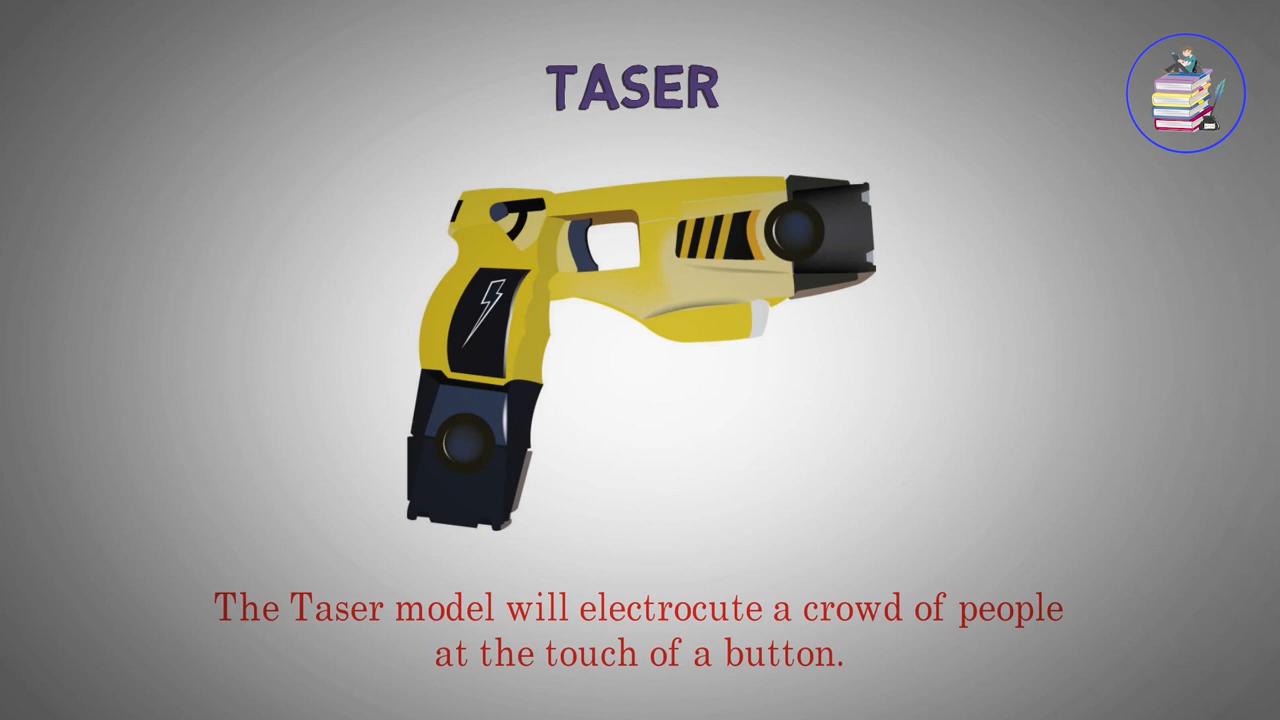 TASER
The Taser model will electrocute a crowd of people
at the touch of a button.